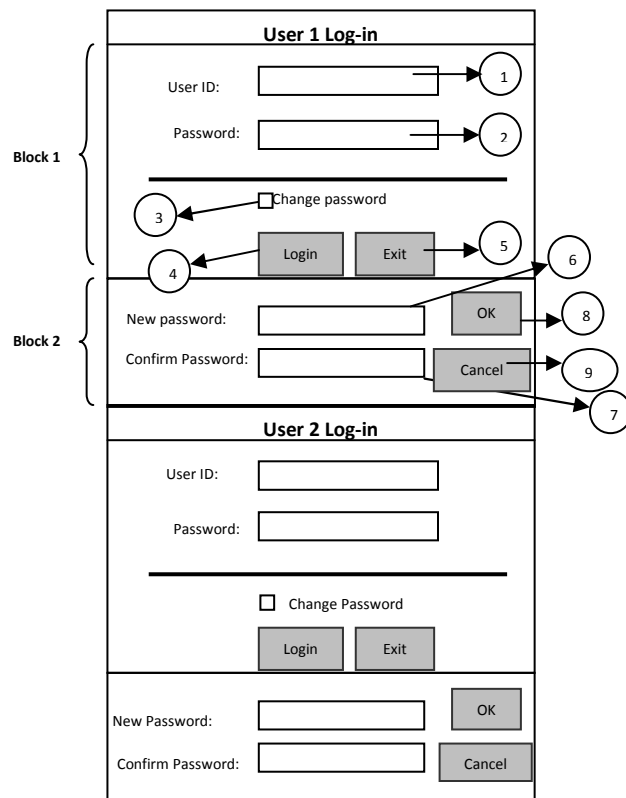 User 1 Log-in
User ID:
1
Password:
2
Block 1
Change password
3
Login
Exit
4
5
6
New password:
OK
8
Block 2
Confirm Password:
Cancel
9
7
User 2 Log-in
User ID:
Password:
Change Password
Login
Exit
New Password:
OK
Confirm Password:
Cancel